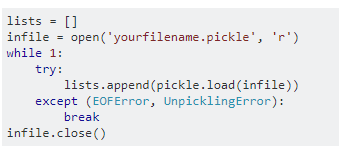 lists = []
infile = open('yourfilename.pickle', 'r')
while 1:
    try:
        lists.append(pickle.load(infile))
    except (EOFError, UnpicklingError):
        break
infile.close()